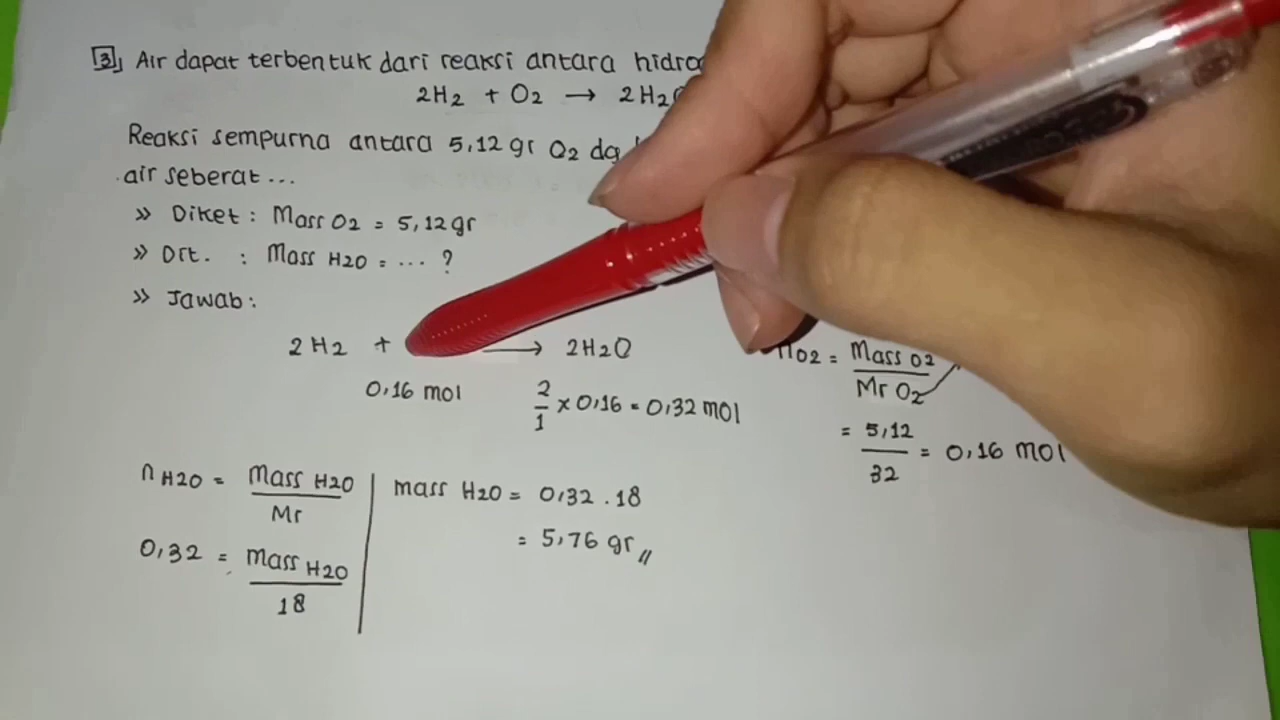 3 Air dapat terbentuk dari reaksi antara
2H2 + O2 → 2H2O
Reaksi sempurna antara 5,12 gr O2 dg
air seberat...
» Diket : Mass O2 = 5,12 gr
» Dit. : Mass H2O = ... ?
» Jawab :
2H2 + → 2H2O
0,16 mol 2/1 x 0,16 = 0,32 mol
nO2 = Mass O2 / Mr O2
= 5,12 / 32 = 0,16 mol
n H2O = Mass H2O / Mr
0,32 = Mass H2O / 18
mass H2O = 0,32 . 18
= 5,76 gr //